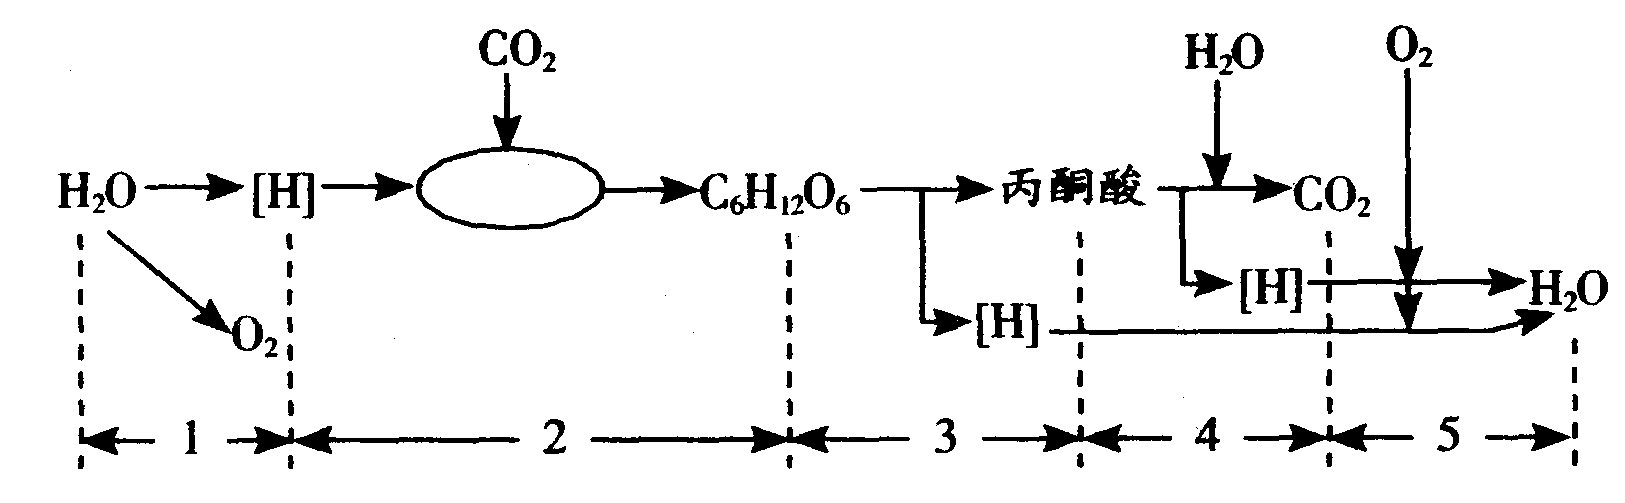 CO₂
H₂O
O₂
H₂O
[H]
C₆H₁₂O₆
丙酮酸
CO₂
[H]
H₂O
O₂
[H]
1
2
3
4
5